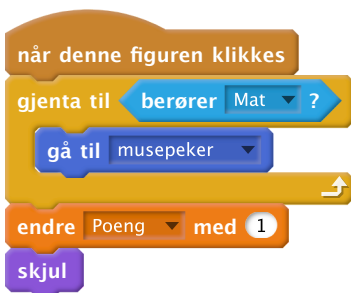 når denne figuren klikkes
gjenta til berører Mat ?
gå til musepeker
endre Poeng med 1
skjul